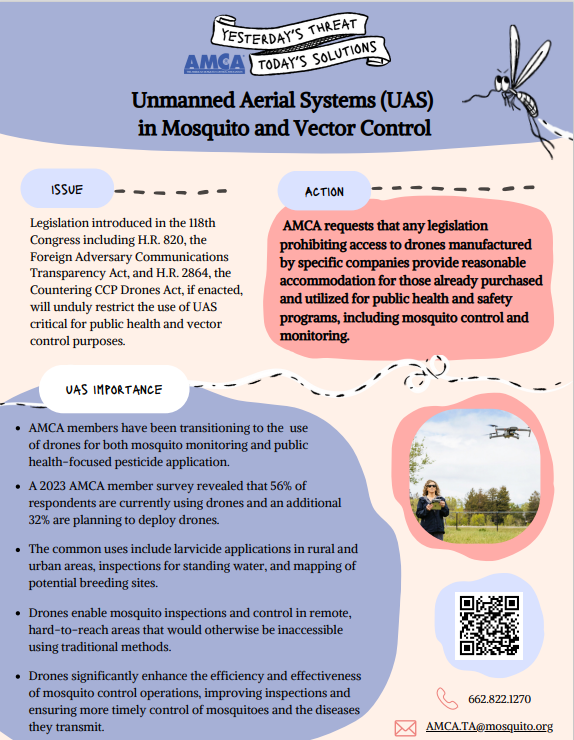 YESTERDAY'S THREAT
TODAY'S SOLUTIONS
AMCA
Unmanned Aerial Systems (UAS)
in Mosquito and Vector Control
ISSUE
Legislation introduced in the 118th
Congress including H.R. 820, the
Foreign Adversary Communications
Transparency Act, and H.R. 2864, the
Countering CCP Drones Act, if enacted,
will unduly restrict the use of UAS
critical for public health and vector
control purposes.
ACTION
AMCA requests that any legislation
prohibiting access to drones manufactured
by specific companies provide reasonable
accommodation for those already purchased
and utilized for public health and safety
programs, including mosquito control and
monitoring.
UAS IMPORTANCE
• AMCA members have been transitioning to the use
of drones for both mosquito monitoring and public
health-focused pesticide application.
• A 2023 AMCA member survey revealed that 56% of
respondents are currently using drones and an additional
32% are planning to deploy drones.
• The common uses include larvicide applications in rural and
urban areas, inspections for standing water, and mapping of
potential breeding sites.
• Drones enable mosquito inspections and control in remote,
hard-to-reach areas that would otherwise be inaccessible
using traditional methods.
• Drones significantly enhance the efficiency and effectiveness
of mosquito control operations, improving inspections and
ensuring more timely control of mosquitoes and the diseases
they transmit.
662.822.1270
AMCA.TA@mosquito.org